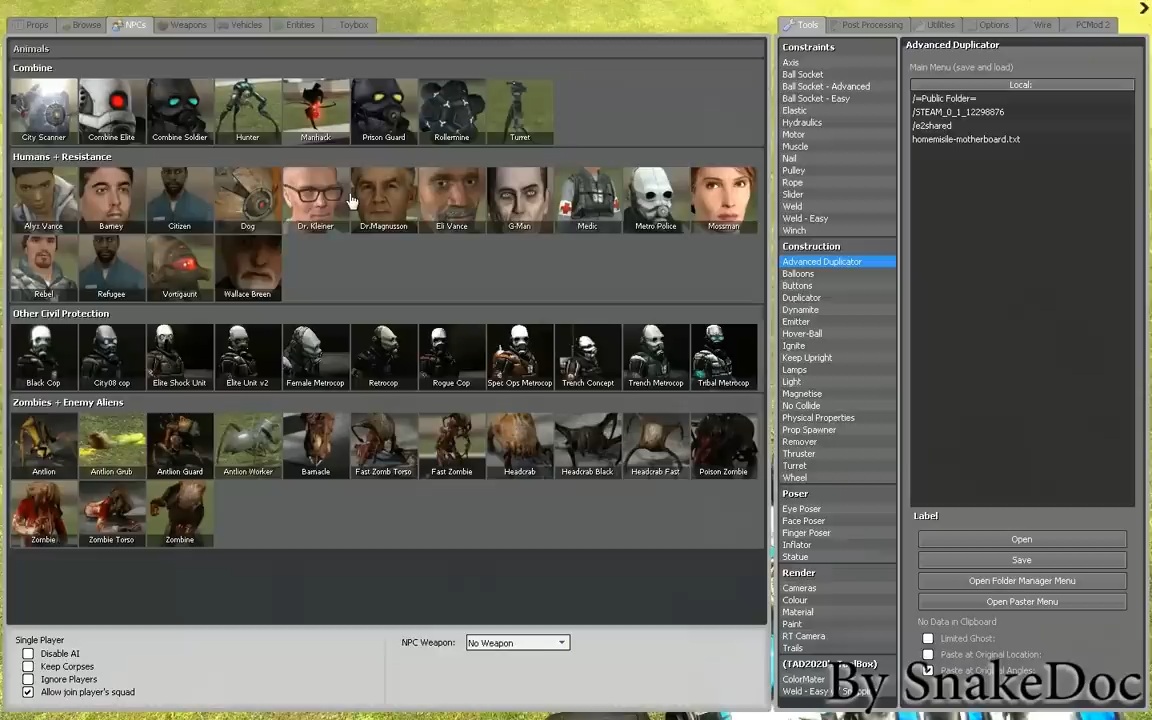 Props Browse NPCs Weapons Vehicles Entities Toybox
Animals
Combine
City Scanner Combine Elite Combine Soldier Hunter Manhack Prison Guard Rollermine Turret
Humans + Resistance
Alyx Vance Barney Citizen Dog Dr. Kleiner Dr.Magnusson Eli Vance G-Man Medic Metro Police Mossman
Rebel Refugee Vortigaunt Wallace Breen
Other Civil Protection
Black Cop City08 cop Elite Shock Unit Elite Unit v2 Female Metrocop Retrocop Rogue Cop Spec Ops Metrocop Trench Concept Trench Metrocop Tribal Metrocop
Zombies + Enemy Aliens
Antlion Antlion Grub Antlion Guard Antlion Worker Barnacle Fast Zomb Torso Fast Zombie Headcrab Headcrab Black Headcrab Fast Poison Zombie
Zombie Zombie Torso Zombine
Single Player
Disable AI
Keep Corpses
Ignore Players
Allow join player's squad
NPC Weapon: No Weapon
Tools Post Processing Utilities Options Wire PCMod 2
Constraints
Axis
Ball Socket
Ball Socket - Advanced
Ball Socket - Easy
Elastic
Hydraulics
Motor
Muscle
Nail
Pulley
Rope
Slider
Weld
Weld - Easy
Winch
Construction
Advanced Duplicator
Balloons
Buttons
Duplicator
Dynamite
Emitter
Hover-Ball
Ignite
Keep Upright
Lamps
Light
Magnetise
No Collide
Physical Properties
Prop Spawner
Remover
Thruster
Turret
Wheel
Poser
Eye Poser
Face Poser
Finger Poser
Inflator
Statue
Render
Cameras
Colour
Material
Paint
RT Camera
Trails
(TAD2020's ToolBox)
ColorMater
Weld - Easy
Advanced Duplicator
Main Menu (save and load)
Local:
/=Public Folder=
/STEAM_0_1_12298876
/e2shared
homemisile-motherboard.txt
Label
Open
Save
Open Folder Manager Menu
Open Paster Menu
No Data in Clipboard
Limited Ghost:
Paste at Original Location:
Paste at Original Angles:
By SnakeDoc